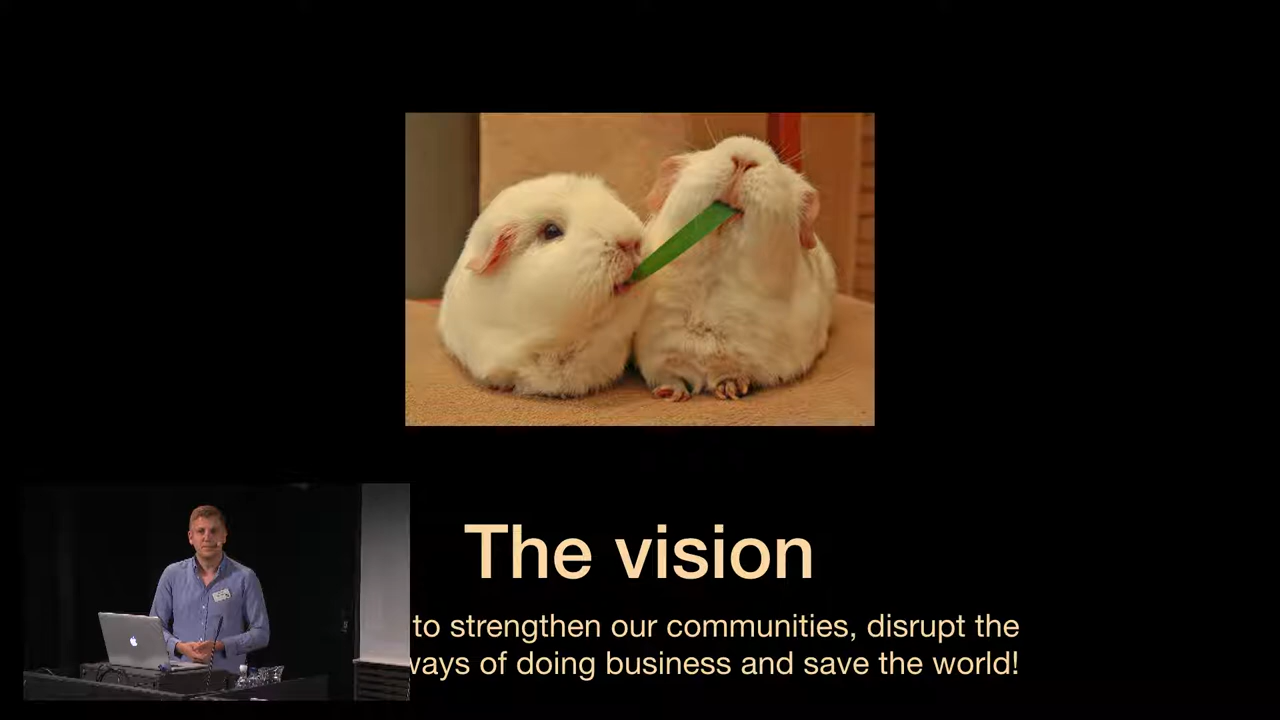 The vision
to strengthen our communities, disrupt the
ways of doing business and save the world!